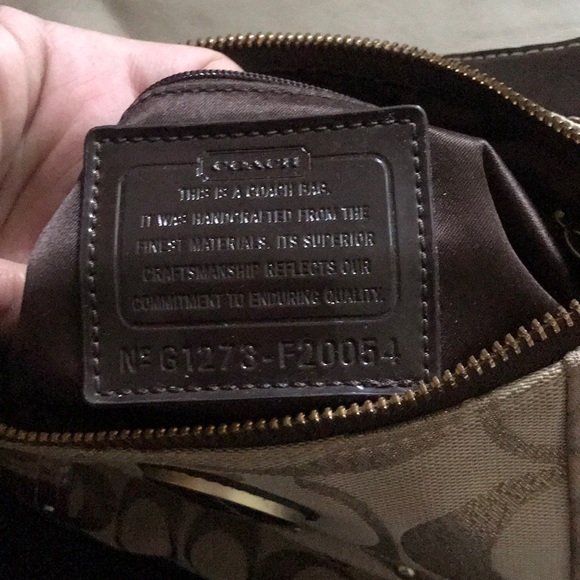 COACH
THIS IS A COACH BAG.
IT WAS HANDCRAFTED FROM THE
FINEST MATERIALS. ITS SUPERIOR
CRAFTSMANSHIP REFLECTS OUR
COMMITMENT TO ENDURING QUALITY.
Nº G1273-F20054